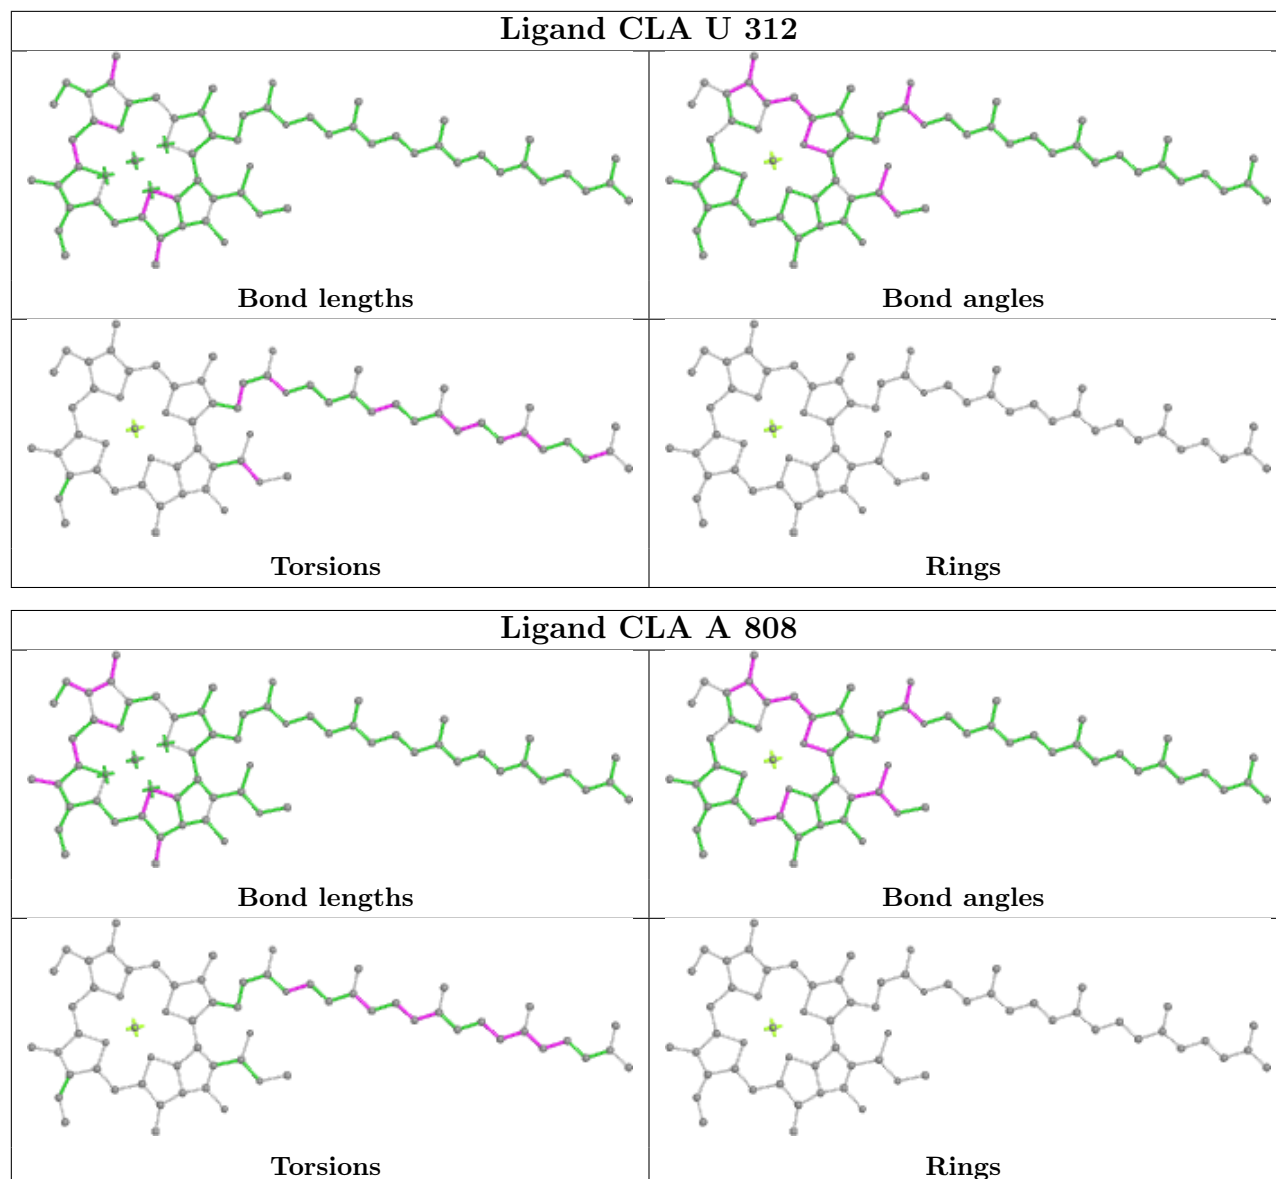 Ligand CLA U 312
Bond lengths
Bond angles
Torsions
Rings
Ligand CLA A 808
Bond lengths
Bond angles
Torsions
Rings